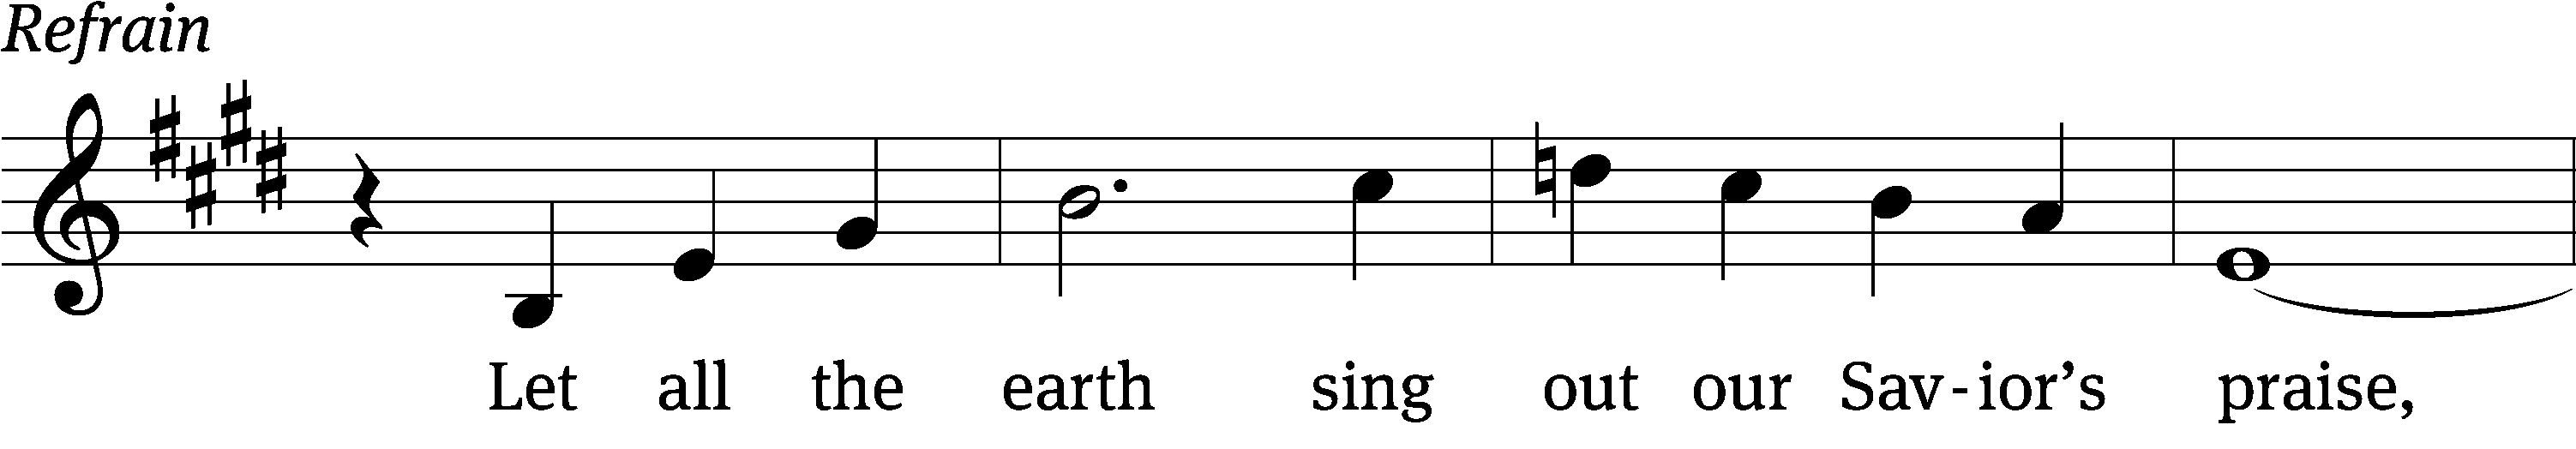 Refrain
Let all the earth sing out our Sav-ior’s praise,